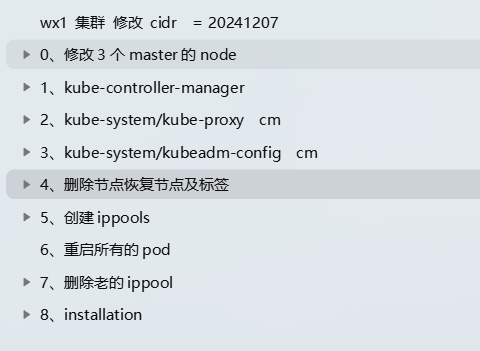 wx1 集群 修改 cidr = 20241207
0、修改 3 个 master 的 node
1、kube-controller-manager
2、kube-system/kube-proxy cm
3、kube-system/kubeadm-config cm
4、删除节点恢复节点及标签
5、创建 ippools
6、重启所有的 pod
7、删除老的 ippool
8、installation